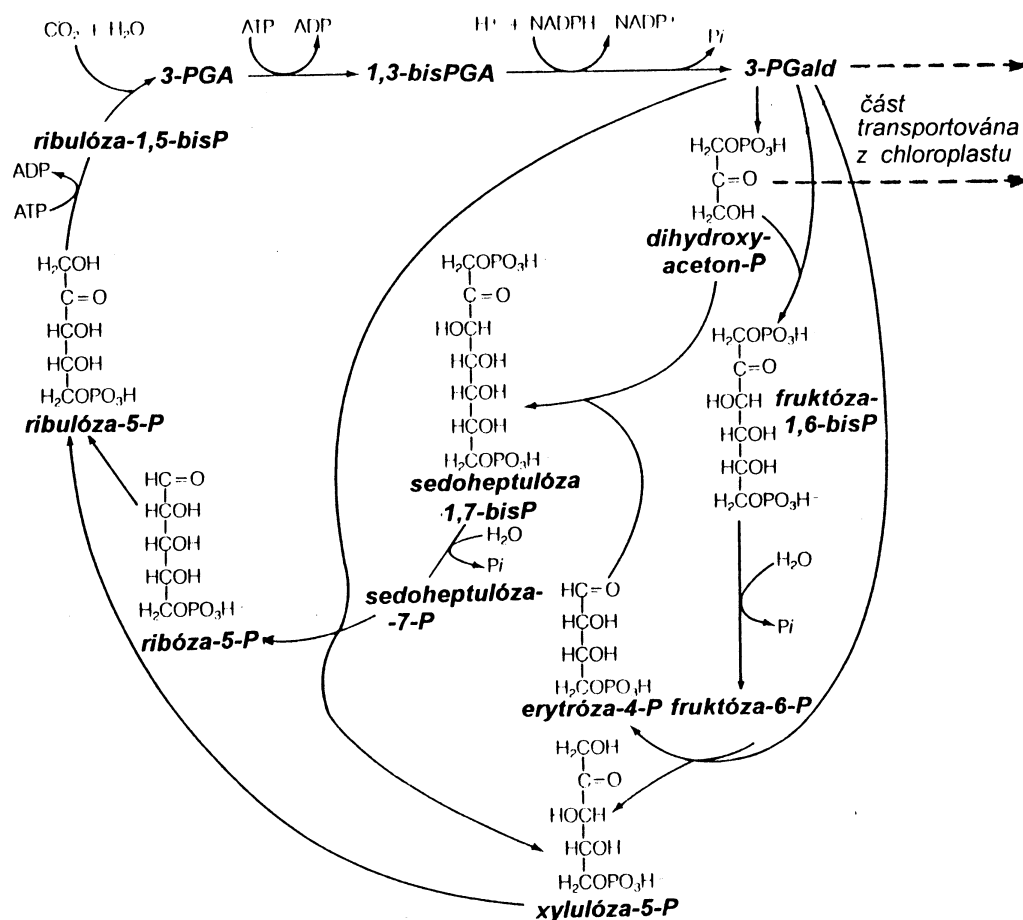 CO₂ + H₂O
ATP ADP
H⁺ + NADPH NADP⁺
Pi
3-PGA
1,3-bisPGA
3-PGald
část
transportována
z chloroplastu
ribulóza-1,5-bisP
ADP
ATP
H₂COPO₃H
C=O
H₂COH
dihydroxy-
aceton-P
H₂COH
C=O
HCOH
HCOH
H₂COPO₃H
ribulóza-5-P
H₂COPO₃H
C=O
HOCH
HCOH
HCOH
HCOH
H₂COPO₃H
sedoheptulóza
1,7-bisP
H₂O
Pi
sedoheptulóza-
-7-P
H₂COPO₃H
C=O
HOCH
HCOH
HCOH
H₂COPO₃H
fruktóza-
1,6-bisP
H₂O
Pi
HC=O
HCOH
HCOH
HCOH
H₂COPO₃H
ribóza-5-P
HC=O
HCOH
HCOH
H₂COPO₃H
erytróza-4-P
fruktóza-6-P
H₂COH
C=O
HOCH
HCOH
H₂COPO₃H
xylulóza-5-P